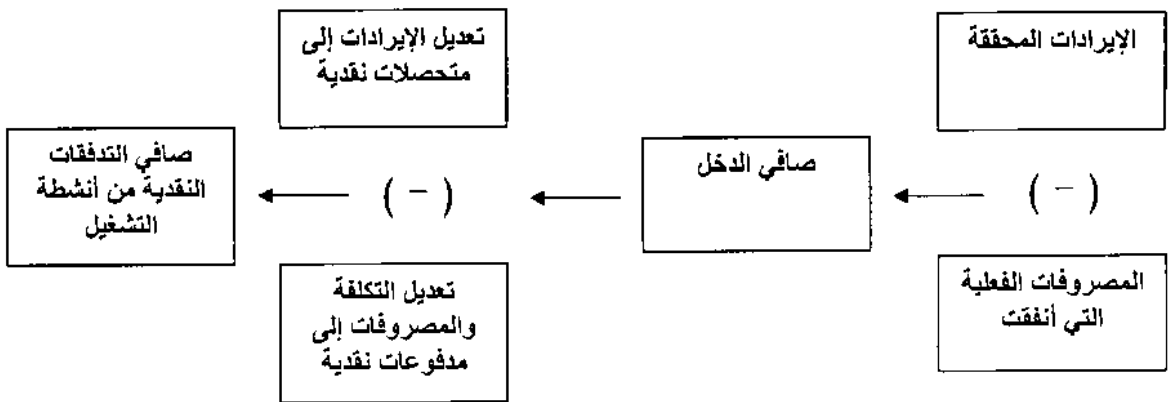 الإيرادات المحققة
( - )
المصروفات الفعلية
التي أنفقت
صافي الدخل
تعديل الإيرادات إلى
متحصلات نقدية
( - )
تعديل التكلفة
والمصروفات إلى
مدفوعات نقدية
صافي التدفقات
النقدية من أنشطة
التشغيل